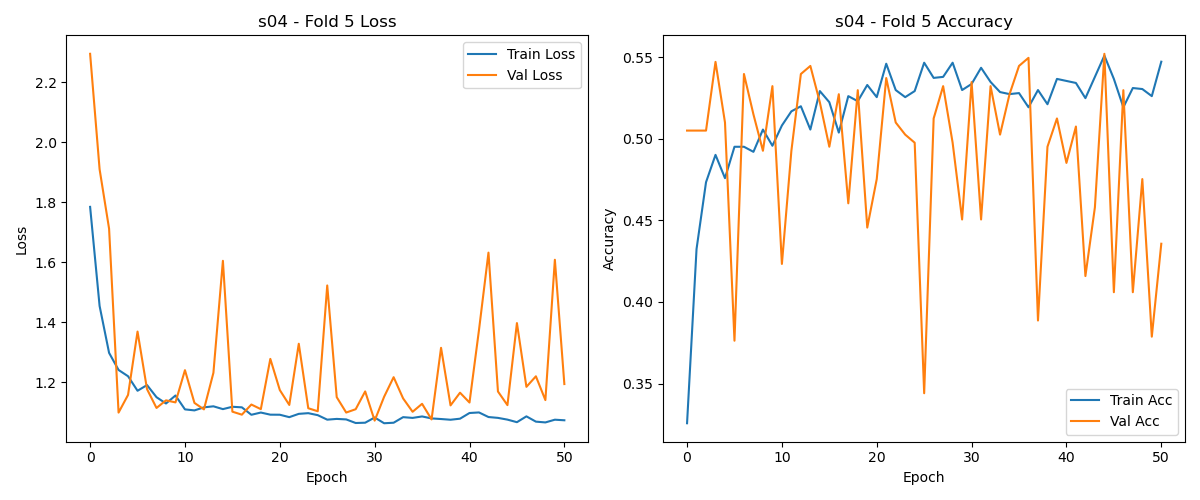 s04 - Fold 5 Loss
Train Loss
Val Loss
2.2
2.0
1.8
1.6
1.4
1.2
Loss
0 10 20 30 40 50
Epoch
s04 - Fold 5 Accuracy
0.55
0.50
0.45
0.40
0.35
Accuracy
Train Acc
Val Acc
0 10 20 30 40 50
Epoch